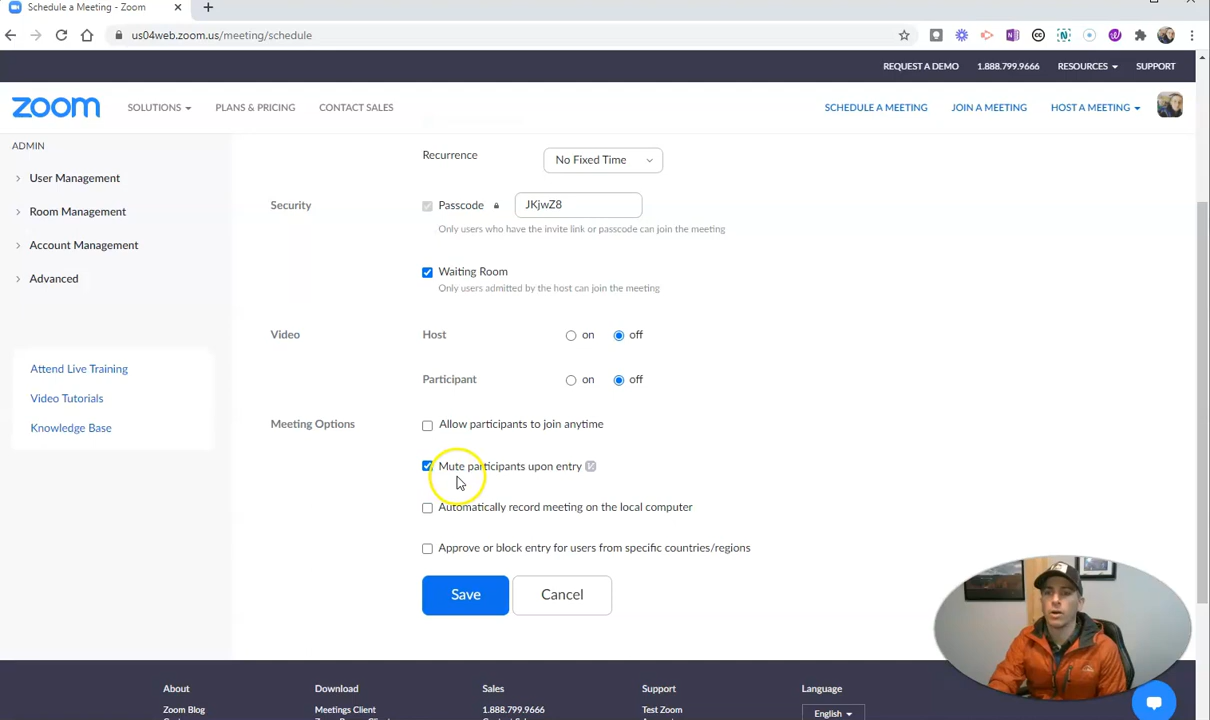 Schedule a Meeting - Zoom
us04web.zoom.us/meeting/schedule
REQUEST A DEMO 1.888.799.9666 RESOURCES SUPPORT
zoom SOLUTIONS PLANS & PRICING CONTACT SALES SCHEDULE A MEETING JOIN A MEETING HOST A MEETING
ADMIN
User Management
Room Management
Account Management
Advanced
Attend Live Training
Video Tutorials
Knowledge Base
Recurrence No Fixed Time
Security Passcode JKjwZ8
Only users who have the invite link or passcode can join the meeting
Waiting Room
Only users admitted by the host can join the meeting
Video Host on off
Participant on off
Meeting Options Allow participants to join anytime
Mute participants upon entry
Automatically record meeting on the local computer
Approve or block entry for users from specific countries/regions
Save Cancel
About Download Sales Support Language
Zoom Blog Meetings Client 1.888.799.9666 Test Zoom English